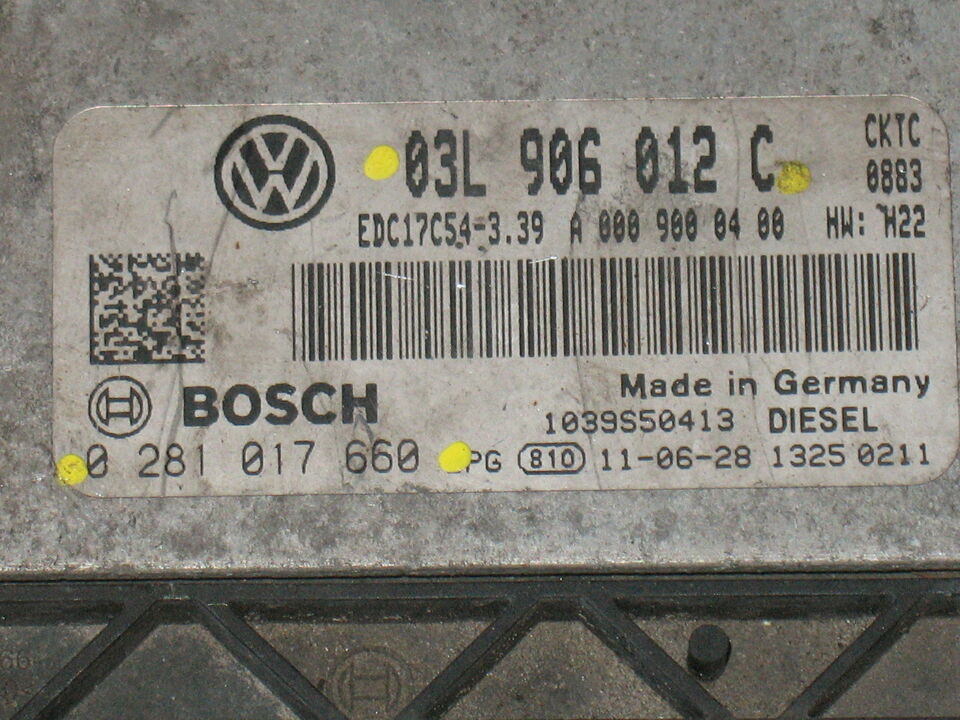 03L 906 012 C
CKTC
0883
EDC17C54-3.39 A 000 900 04 00 HW: H22
BOSCH
Made in Germany
1039S50413 DIESEL
0 281 017 660 PG 810 11-06-28 1325 0211